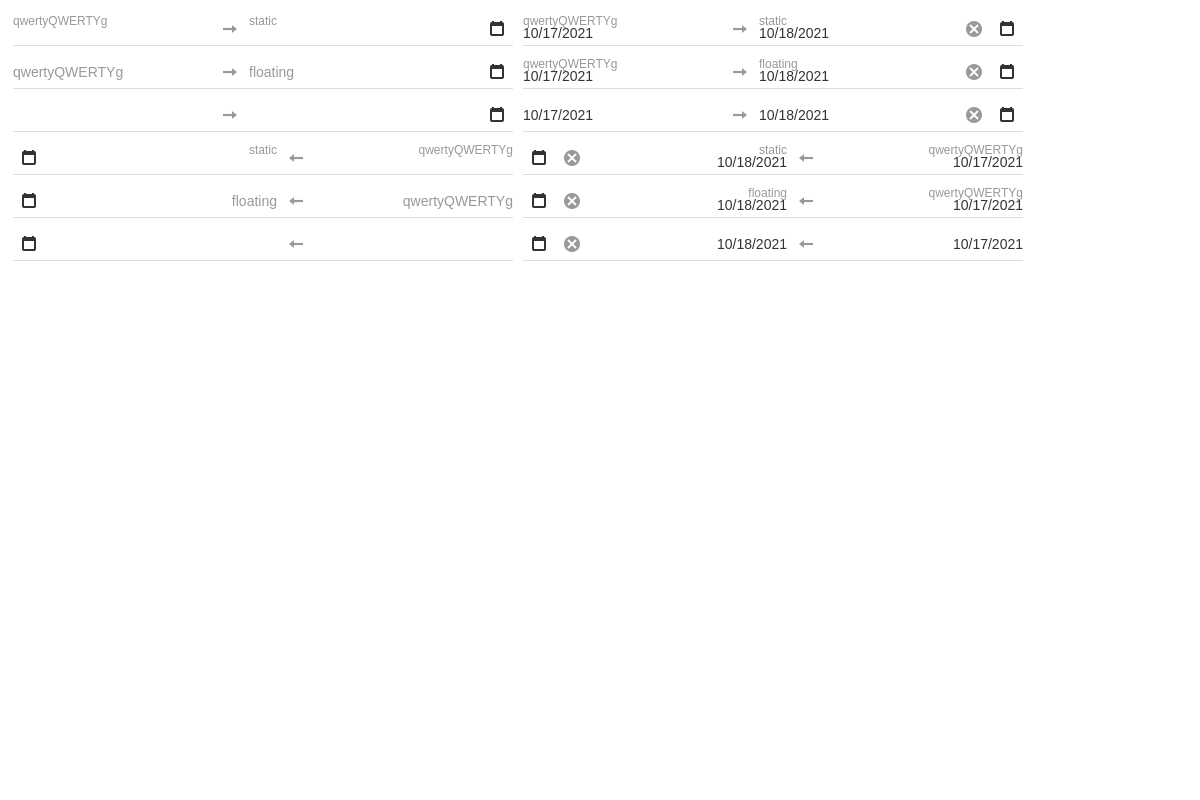 qwertyQWERTYg static qwertyQWERTYg static
10/17/2021 10/18/2021
qwertyQWERTYg floating qwertyQWERTYg floating
10/17/2021 10/18/2021
10/17/2021 10/18/2021
static qwertyQWERTYg static qwertyQWERTYg
10/18/2021 10/17/2021
floating qwertyQWERTYg floating qwertyQWERTYg
10/18/2021 10/17/2021
10/18/2021 10/17/2021